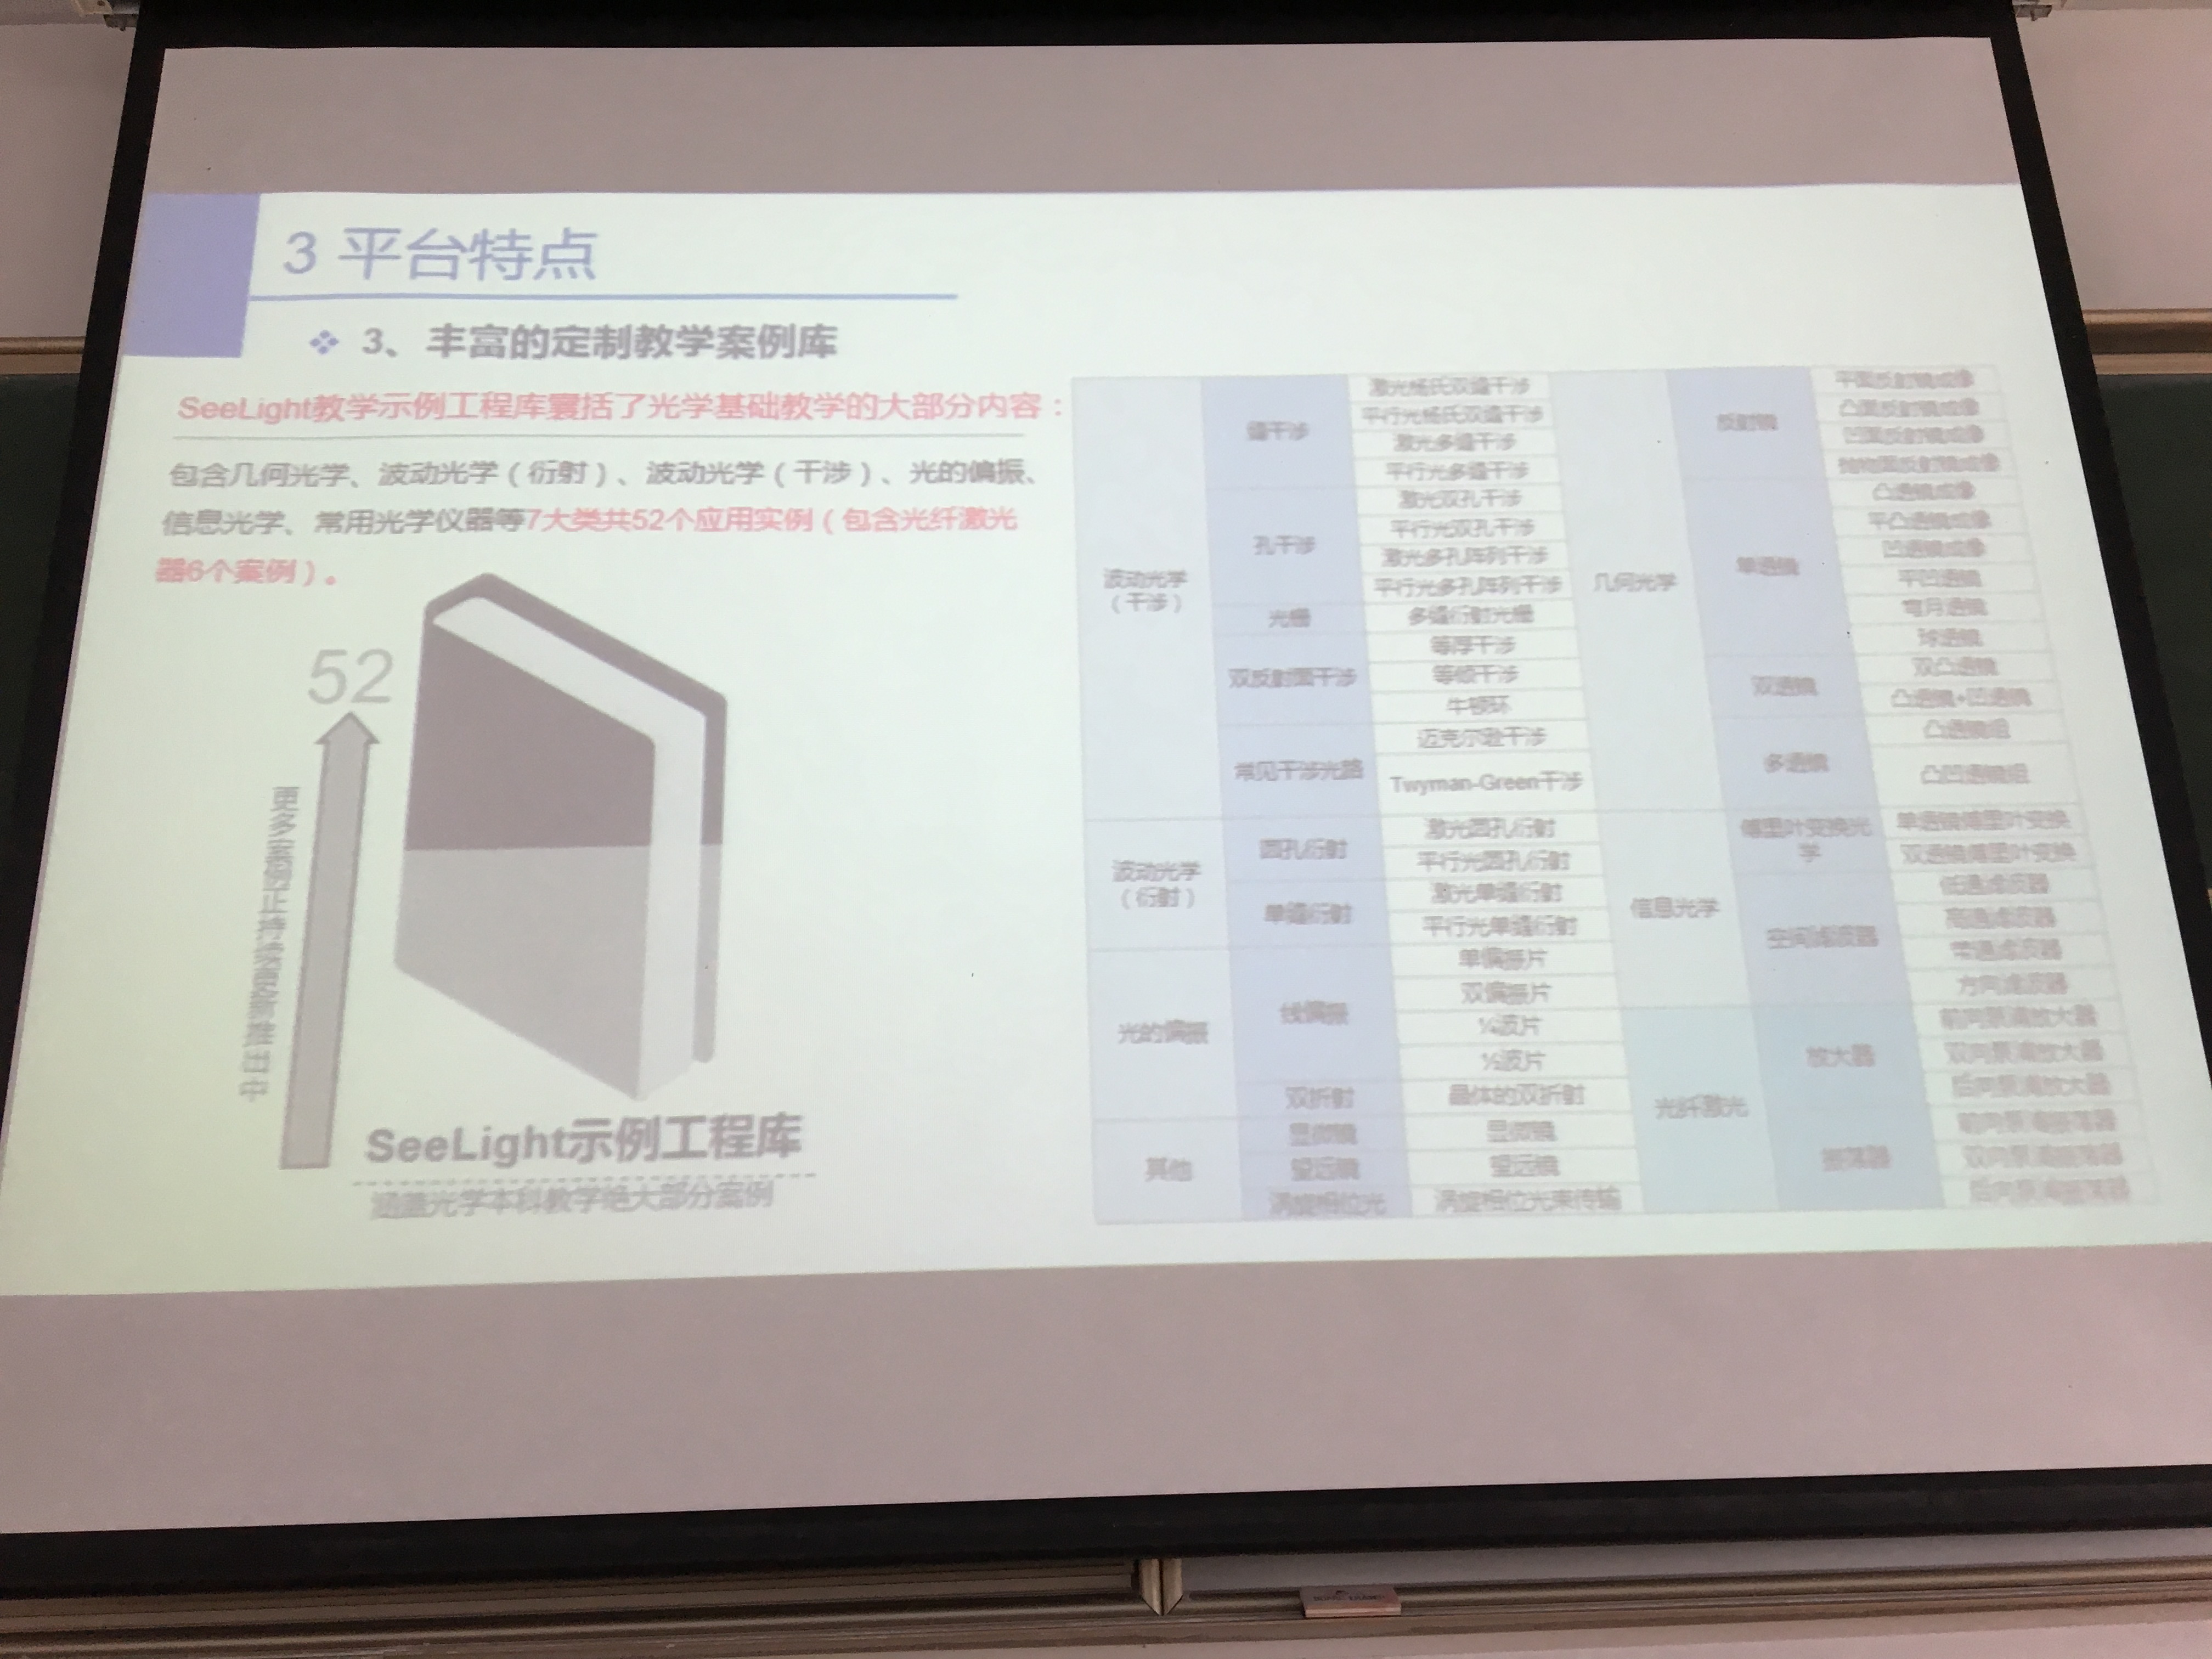 3 平台特点
❖ 3、丰富的定制教学案例库
SeeLight教学示例工程库囊括了光学基础教学的大部分内容：
包含几何光学、波动光学（衍射）、波动光学（干涉）、光的偏振、
信息光学、常用光学仪器等7大类共52个应用实例（包含光纤激光
器6个案例）。
52
更多案例正持续更新推出中
SeeLight示例工程库
涵盖光学本科教学绝大部分案例
波动光学
（干涉）
缝干涉
激光杨氏双缝干涉
平行光杨氏双缝干涉
激光多缝干涉
平行光多缝干涉
孔干涉
激光双孔干涉
平行光双孔干涉
激光多孔阵列干涉
平行光多孔阵列干涉
光栅
多缝衍射光栅
双反射面干涉
等厚干涉
等倾干涉
牛顿环
常见干涉光路
迈克尔逊干涉
Twyman-Green干涉
波动光学
（衍射）
圆孔衍射
激光圆孔衍射
平行光圆孔衍射
单缝衍射
激光单缝衍射
平行光单缝衍射
光的偏振
线偏振
单偏振片
双偏振片
¼波片
½波片
双折射
晶体的双折射
其他
显微镜
显微镜
望远镜
望远镜
涡旋相位光
涡旋相位光束传输
几何光学
反射镜
平面反射镜成像
凸面反射镜成像
凹面反射镜成像
抛物面反射镜成像
单透镜
凸透镜成像
平凸透镜成像
凹透镜成像
平凹透镜
弯月透镜
球透镜
双透镜
双凸透镜
凸透镜+凹透镜
多透镜
凸透镜组
凸凹透镜组
信息光学
傅里叶变换光
学
单透镜傅里叶变换
双透镜傅里叶变换
空间滤波器
低通滤波器
高通滤波器
带通滤波器
方向滤波器
光纤激光
放大器
前向泵浦放大器
双向泵浦放大器
后向泵浦放大器
振荡器
前向泵浦振荡器
双向泵浦振荡器
后向泵浦振荡器